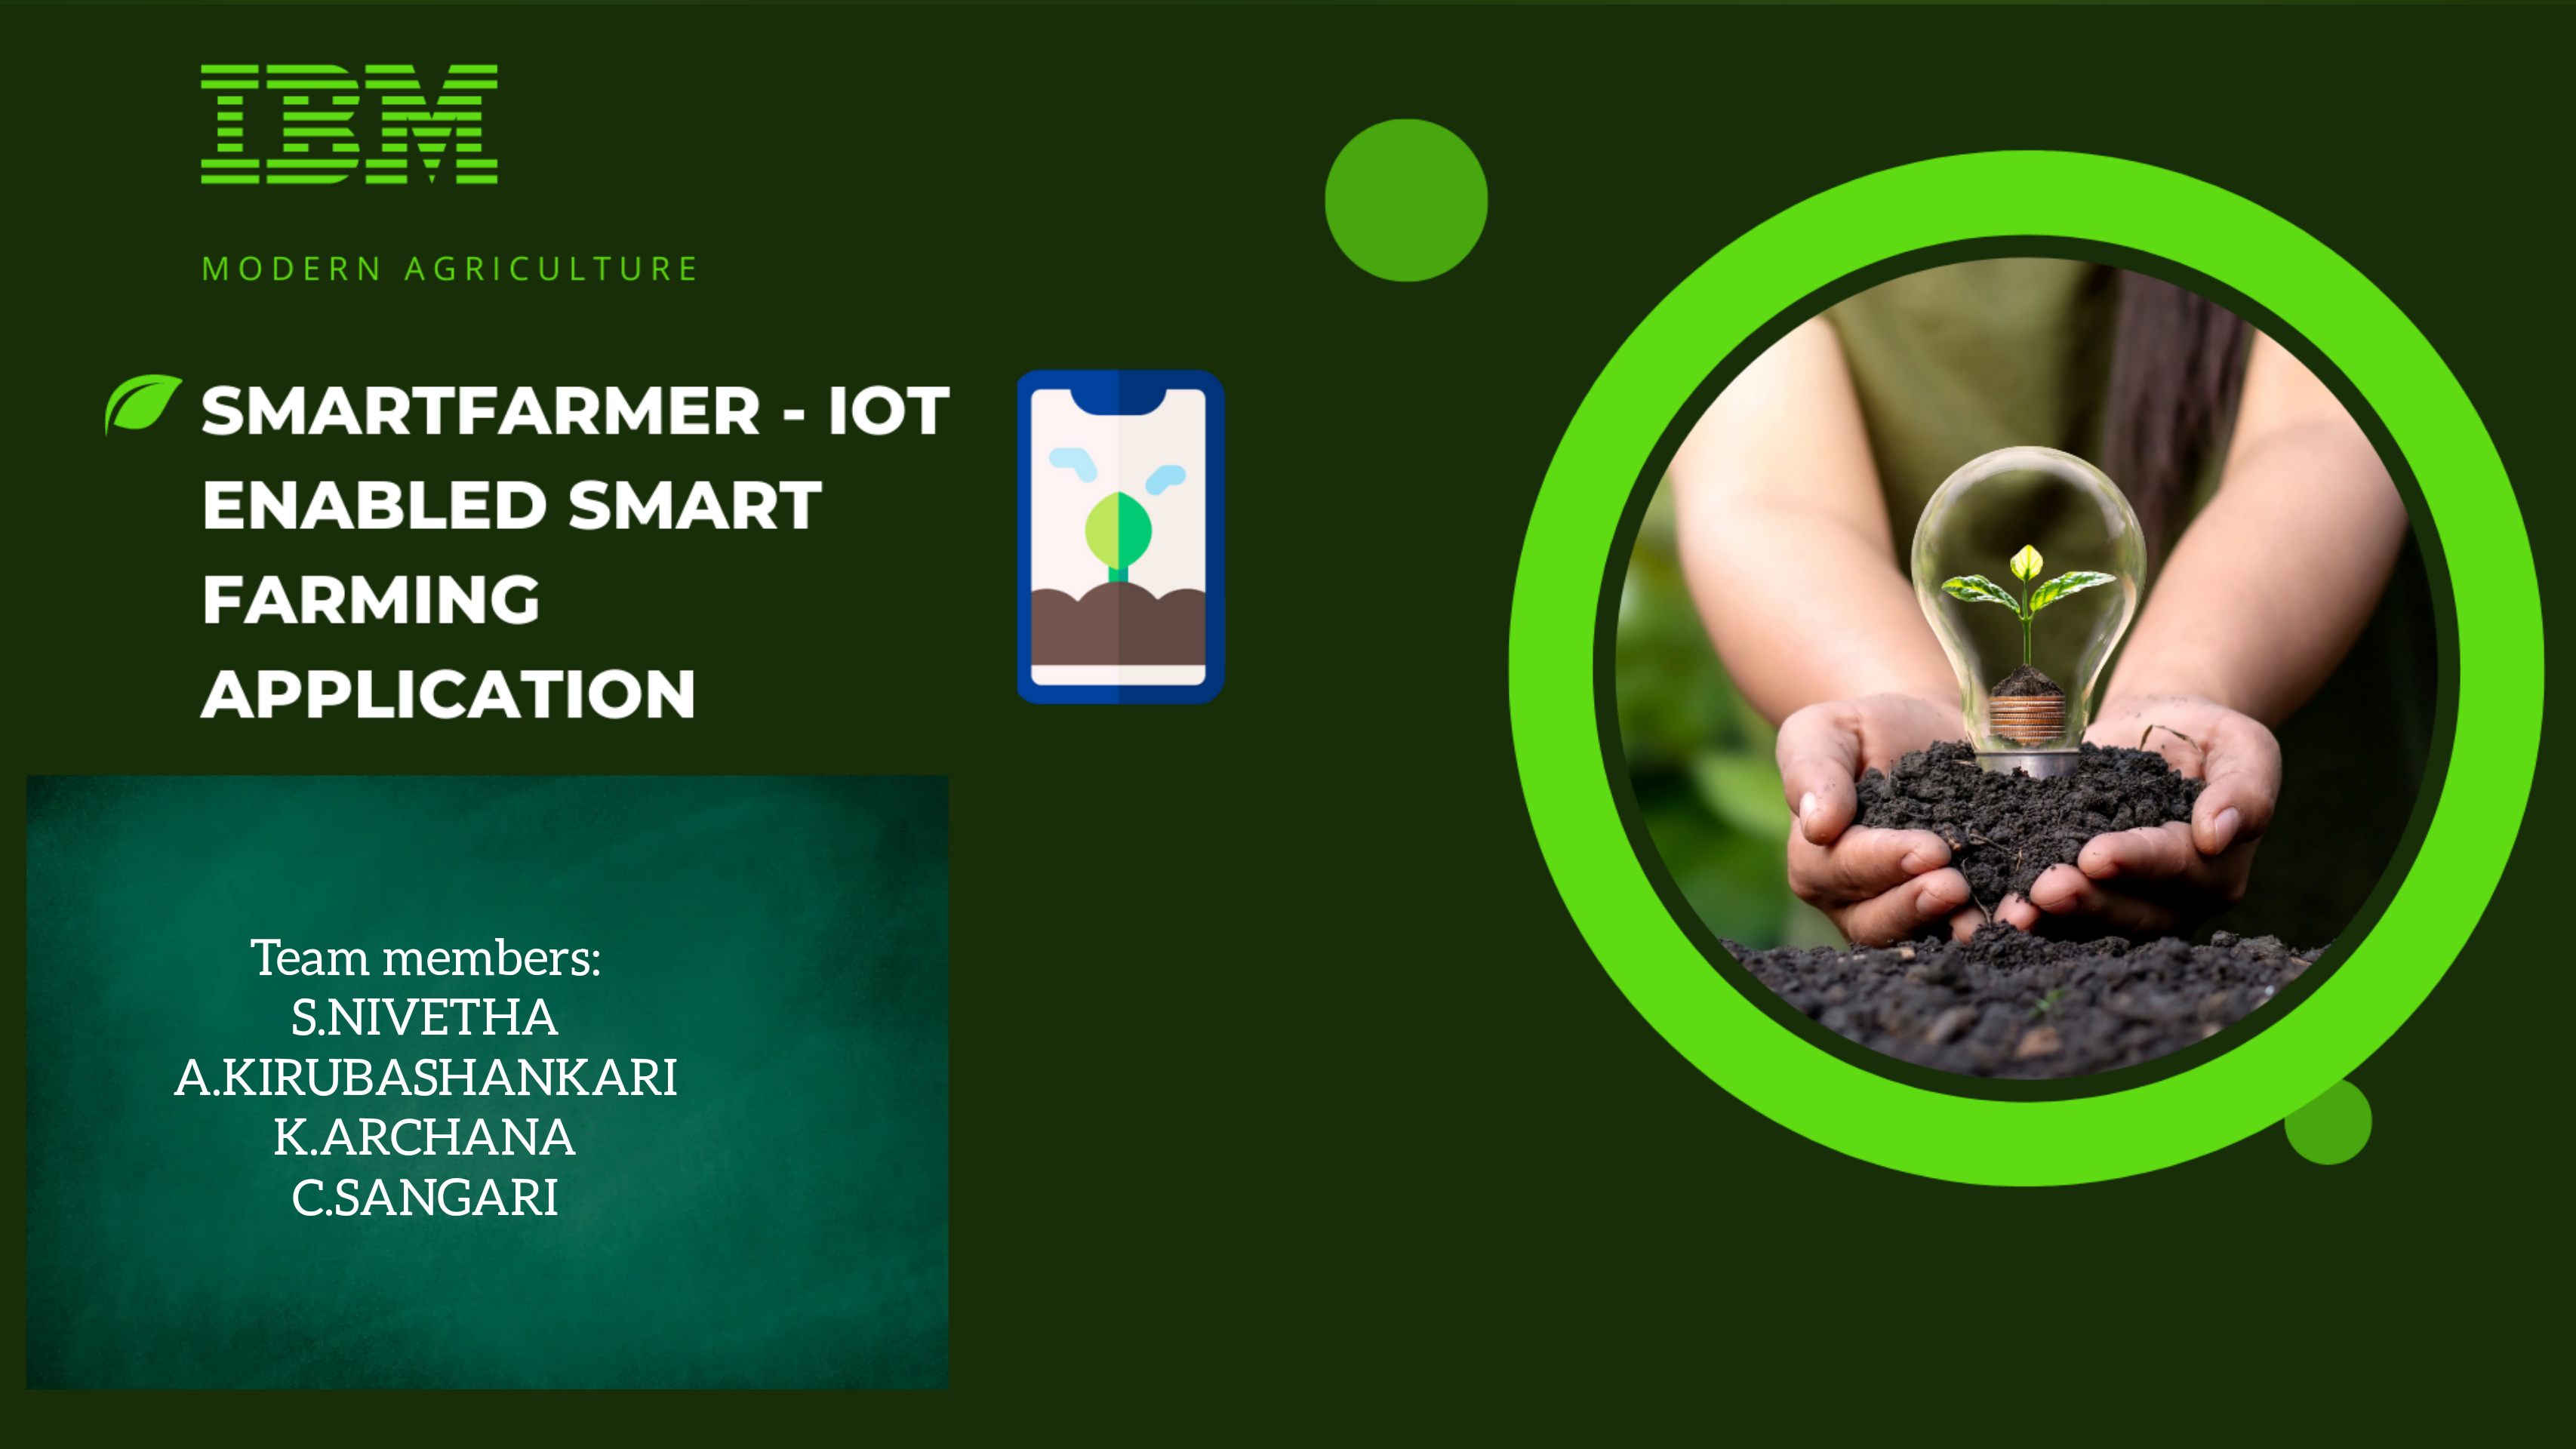 IBM
MODERN AGRICULTURE
SMARTFARMER - IOT
ENABLED SMART
FARMING
APPLICATION
Team members:
S.NIVETHA
A.KIRUBASHANKARI
K.ARCHANA
C.SANGARI